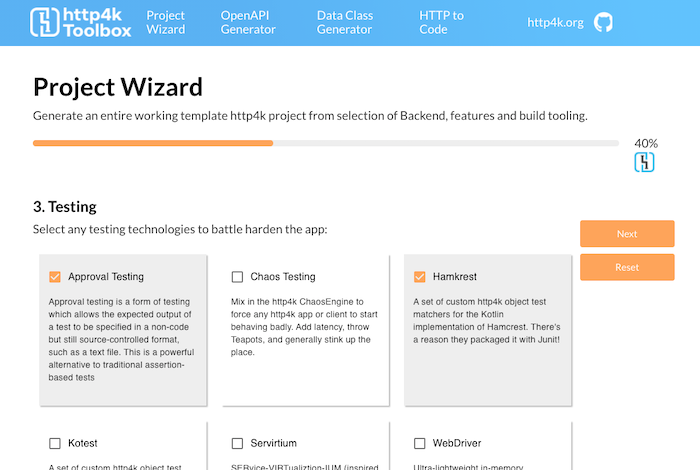 http4k
Toolbox
Project
Wizard
OpenAPI
Generator
Data Class
Generator
HTTP to
Code
http4k.org
Project Wizard
Generate an entire working template http4k project from selection of Backend, features and build tooling.
40%
3. Testing
Select any testing technologies to battle harden the app:
Next
Reset
Approval Testing
Approval testing is a form of testing
which allows the expected output of
a test to be specified in a non-code
but still source-controlled format,
such as a text file. This is a powerful
alternative to traditional assertion-
based tests
Chaos Testing
Mix in the http4k ChaosEngine to
force any http4k app or client to start
behaving badly. Add latency, throw
Teapots, and generally stink up the
place.
Hamkrest
A set of custom http4k object test
matchers for the Kotlin
implementation of Hamcrest. There's
a reason they packaged it with Junit!
Kotest
A set of custom http4k object test
Servirtium
SERvice-VIRTualiztion-IUM (inspired
WebDriver
Ultra-lightweight in-memory